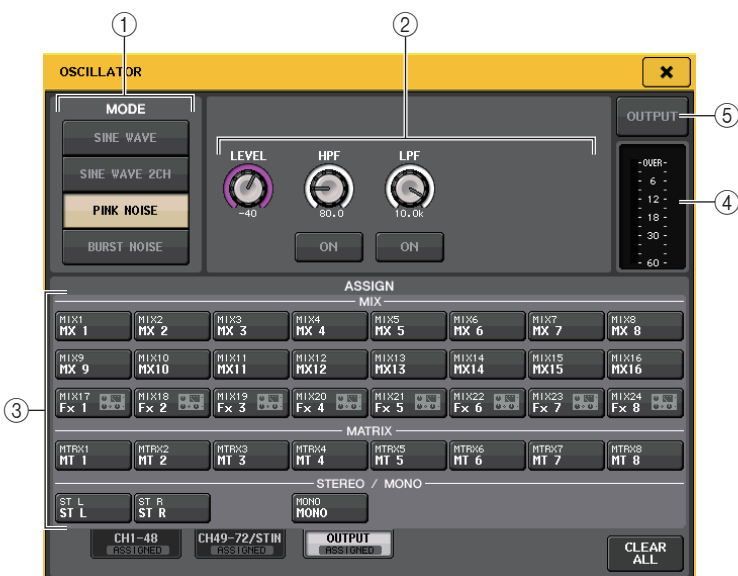 ① ②
OSCILLATOR
MODE
SINE WAVE
SINE WAVE 2CH
PINK NOISE
BURST NOISE
LEVEL HPF LPF
-40 80.0 10.0k
ON ON
OUTPUT ⑤
-OVER-
- 6 -
- 12 - ④
- 18 -
- 30 -
- 60 -
③
ASSIGN
MIX
MIX1 MIX2 MIX3 MIX4 MIX5 MIX6 MIX7 MIX8
MX 1 MX 2 MX 3 MX 4 MX 5 MX 6 MX 7 MX 8
MIX9 MIX10 MIX11 MIX12 MIX13 MIX14 MIX15 MIX16
MX 9 MX10 MX11 MX12 MX13 MX14 MX15 MX16
MIX17 MIX18 MIX19 MIX20 MIX21 MIX22 MIX23 MIX24
Fx 1 Fx 2 Fx 3 Fx 4 Fx 5 Fx 6 Fx 7 Fx 8
MATRIX
MTRX1 MTRX2 MTRX3 MTRX4 MTRX5 MTRX6 MTRX7 MTRX8
MT 1 MT 2 MT 3 MT 4 MT 5 MT 6 MT 7 MT 8
STEREO / MONO
ST L ST R MONO
ST L ST R MONO
CH1-48 CH49-72/STIN OUTPUT
ASSIGNED ASSIGNED ASSIGNED
CLEAR
ALL